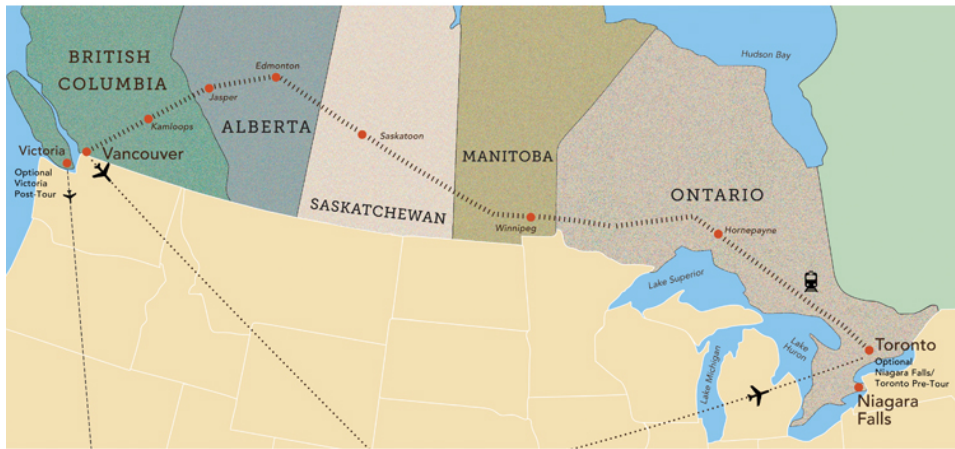 BRITISH
COLUMBIA
Hudson Bay
Edmonton
Jasper
Kamloops
ALBERTA
Saskatoon
Victoria
Vancouver
Optional
Victoria
Post-Tour
MANITOBA
SASKATCHEWAN
ONTARIO
Winnipeg
Hornepayne
Lake Superior
Lake Michigan
Lake
Huron
Toronto
Optional
Niagara Falls/
Toronto Pre-Tour
Niagara
Falls